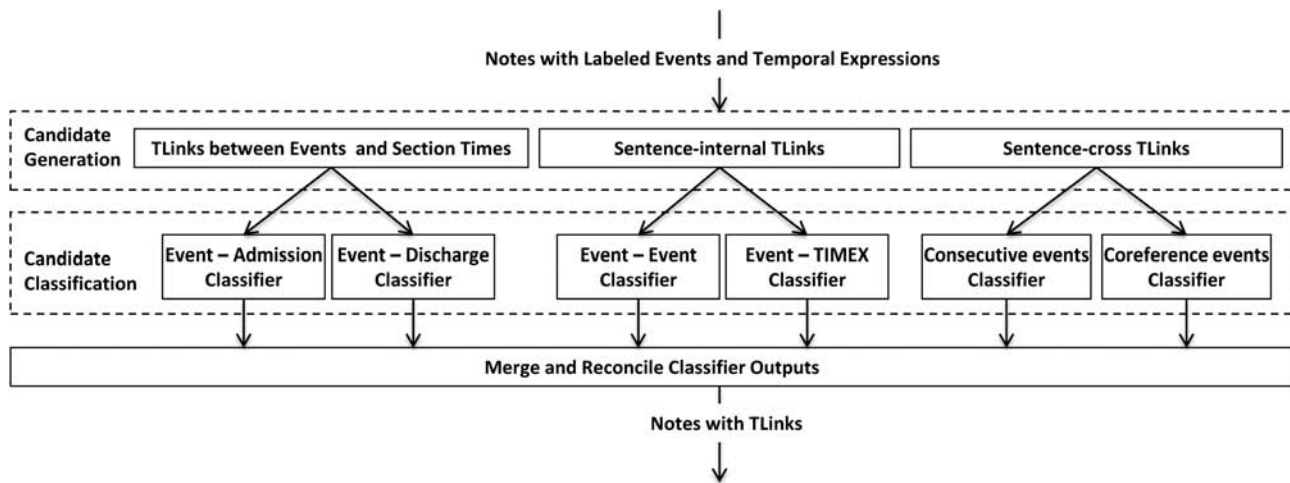 Notes with Labeled Events and Temporal Expressions
Candidate
Generation
TLinks between Events and Section Times
Sentence-internal TLinks
Sentence-cross TLinks
Candidate
Classification
Event – Admission
Classifier
Event – Discharge
Classifier
Event – Event
Classifier
Event – TIMEX
Classifier
Consecutive events
Classifier
Coreference events
Classifier
Merge and Reconcile Classifier Outputs
Notes with TLinks